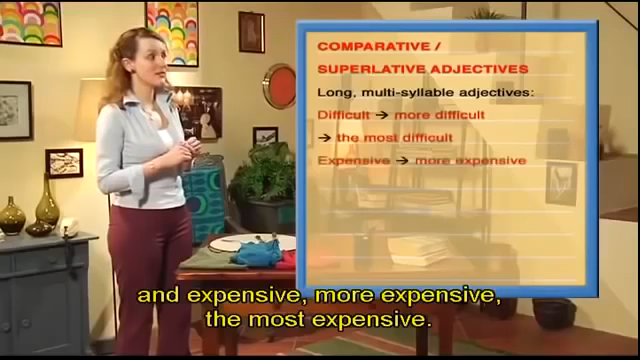 COMPARATIVE /
SUPERLATIVE ADJECTIVES
Long, multi-syllable adjectives:
Difficult → more difficult
→ the most difficult
Expensive → more expensive
and expensive, more expensive,
the most expensive.